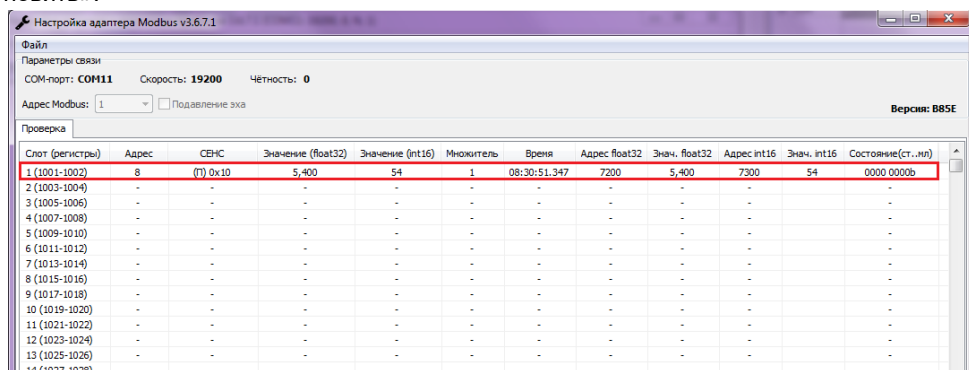 Настройка адаптера Modbus v3.6.7.1
Файл
Параметры связи
COM-порт: COM11 Скорость: 19200 Чётность: 0
Адрес Modbus: 1 Подавление эха Версия: B85E
Проверка
Слот (регистры) Адрес СЕНС Значение (float32) Значение (int16) Множитель Время Адрес float32 Знач. float32 Адрес int16 Знач. int16 Состояние(ст..мл)
1 (1001-1002) 8 (П) 0x10 5,400 54 1 08:30:51.347 7200 5,400 7300 54 0000 0000b
2 (1003-1004) - - - - - - - - - - -
3 (1005-1006) - - - - - - - - - - -
4 (1007-1008) - - - - - - - - - - -
5 (1009-1010) - - - - - - - - - - -
6 (1011-1012) - - - - - - - - - - -
7 (1013-1014) - - - - - - - - - - -
8 (1015-1016) - - - - - - - - - - -
9 (1017-1018) - - - - - - - - - - -
10 (1019-1020) - - - - - - - - - - -
11 (1021-1022) - - - - - - - - - - -
12 (1023-1024) - - - - - - - - - - -
13 (1025-1026) - - - - - - - - - - -